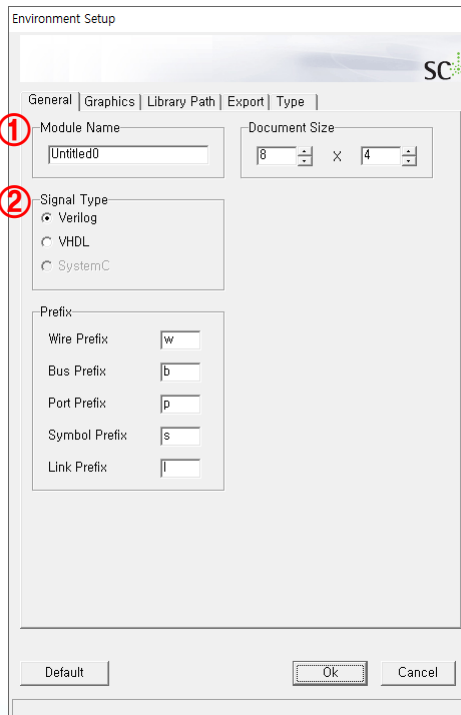 Environment Setup
SC
General Graphics Library Path Export Type
① Module Name
Untitled0
Document Size
8 X 4
② Signal Type
Verilog
VHDL
SystemC
Prefix
Wire Prefix w
Bus Prefix b
Port Prefix p
Symbol Prefix s
Link Prefix l
Default Ok Cancel